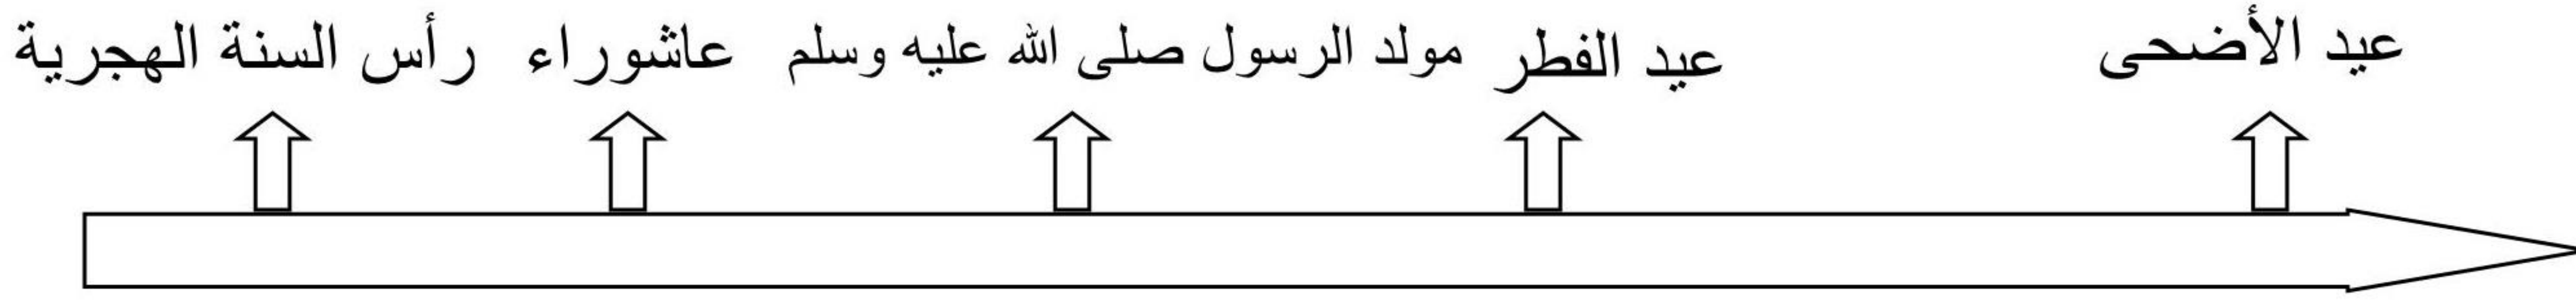 رأس السنة الهجرية
عاشوراء
مولد الرسول صلى الله عليه وسلم
عيد الفطر
عيد الأضحى